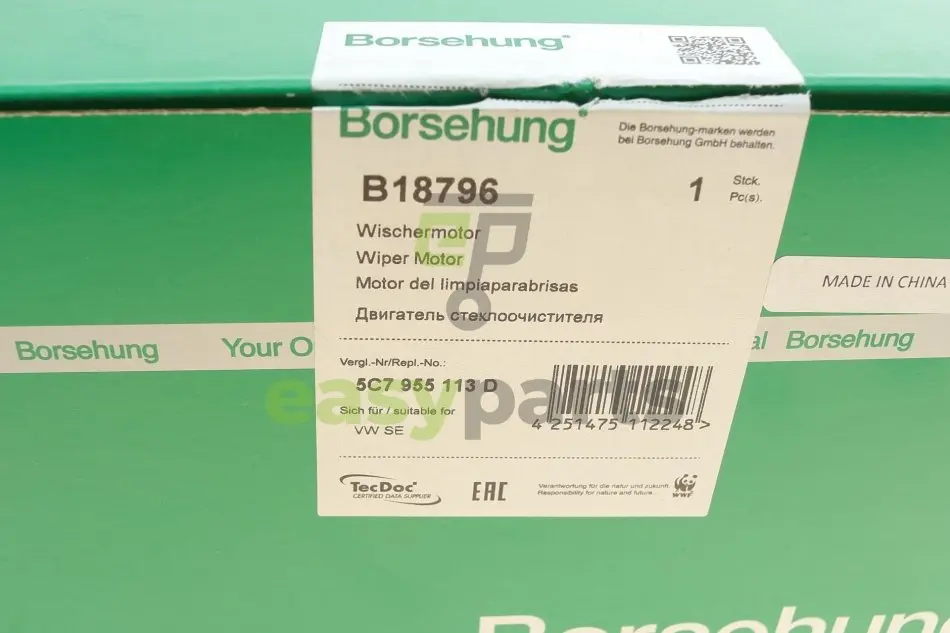 Borsehung
Borsehung
Die Borsehung-marken werden
bei Borsehung GmbH behalten.
B18796
1
Stck.
Pc(s).
Wischermotor
Wiper Motor
Motor del limpiaparabrisas
Двигатель стеклоочистителя
MADE IN CHINA
Borsehung
Your O
al
Borsehung
Vergl.-Nr/Repl.-No.:
5C7 955 113 D
Sich für / suitable for
VW SE
4 251475 112248 >
easyparts
TecDoc
CERTIFIED DATA SUPPLIER
EAC
Verantwortung für die natur und zukunft.
Responsibility for nature and future.
WWF
Borsehung